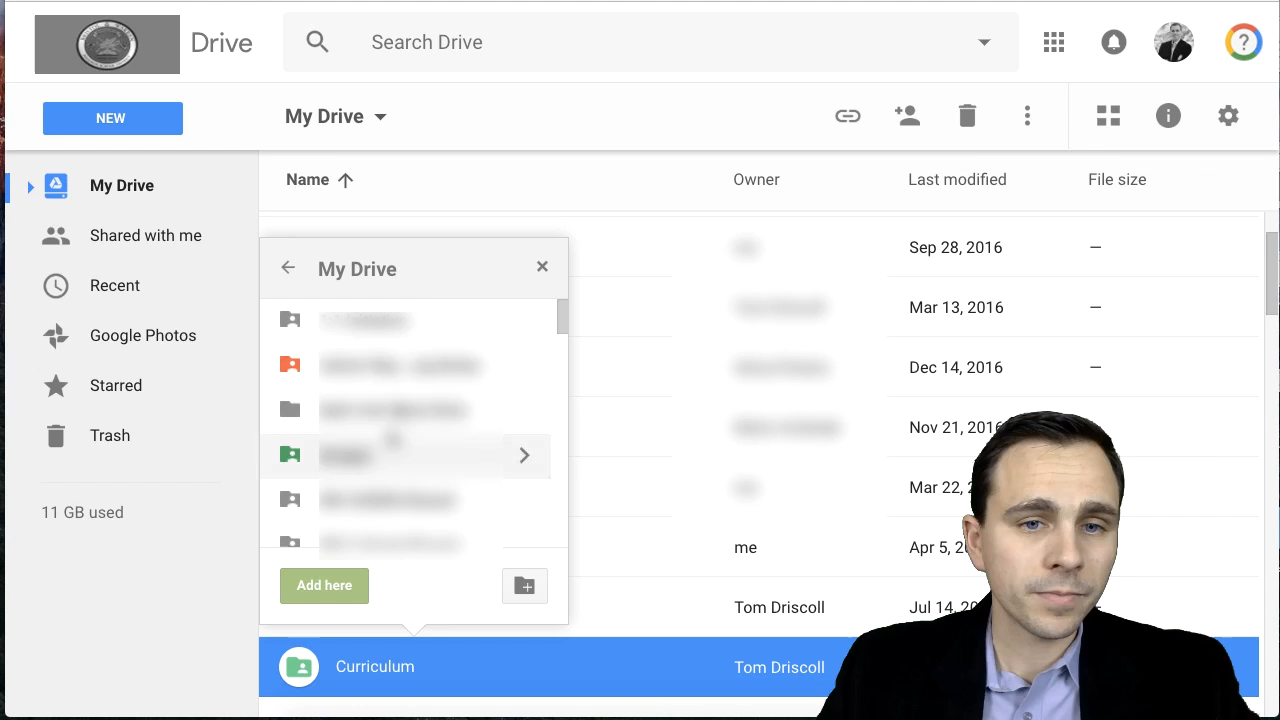 Drive
Search Drive
?
NEW
My Drive
Name
Owner
Last modified
File size
My Drive
Shared with me
Recent
Google Photos
Starred
Trash
11 GB used
My Drive
Add here
Sep 28, 2016 —
Mar 13, 2016 —
Dec 14, 2016 —
Nov 21, 2016
Mar 22, 2
me Apr 5, 20
Tom Driscoll Jul 14, 20
Curriculum Tom Driscoll